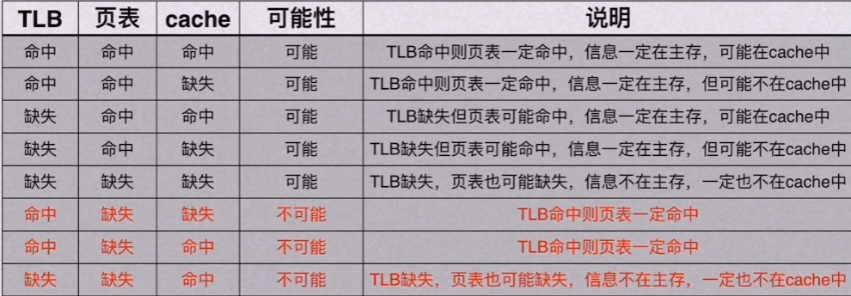 TLB 页表 cache 可能性 说明
命中 命中 命中 可能 TLB命中则页表一定命中，信息一定在主存，可能在cache中
命中 命中 缺失 可能 TLB命中则页表一定命中，信息一定在主存，但可能不在cache中
缺失 命中 命中 可能 TLB缺失但页表可能命中，信息一定在主存，可能在cache中
缺失 命中 缺失 可能 TLB缺失但页表可能命中，信息一定在主存，但可能不在cache中
缺失 缺失 缺失 可能 TLB缺失，页表也可能缺失，信息不在主存，一定也不在cache中
命中 缺失 缺失 不可能 TLB命中则页表一定命中
命中 缺失 命中 不可能 TLB命中则页表一定命中
缺失 缺失 命中 不可能 TLB缺失，页表也可能缺失，信息不在主存，一定也不在cache中